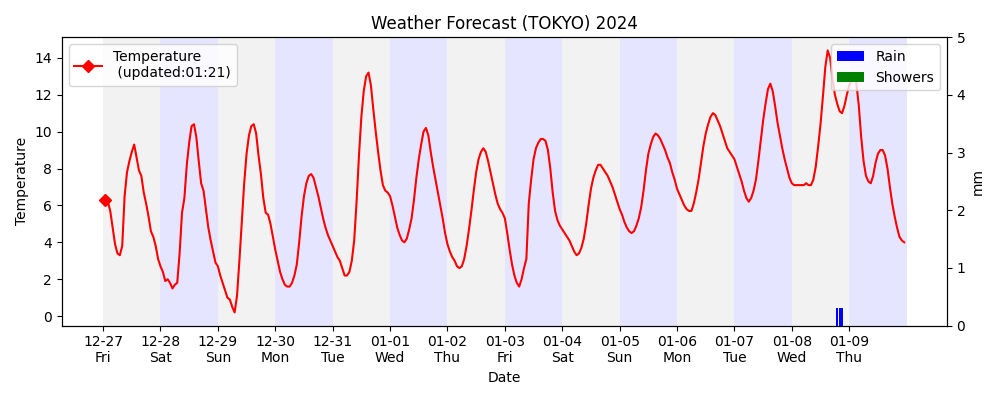 Weather Forecast (TOKYO) 2024
Temperature
(updated:01:21)
Rain
Showers
Temperature
14
12
10
8
6
4
2
0
5
4
3
2
1
0
mm
12-27 12-28 12-29 12-30 12-31 01-01 01-02 01-03 01-04 01-05 01-06 01-07 01-08 01-09
Fri Sat Sun Mon Tue Wed Thu Fri Sat Sun Mon Tue Wed Thu
Date